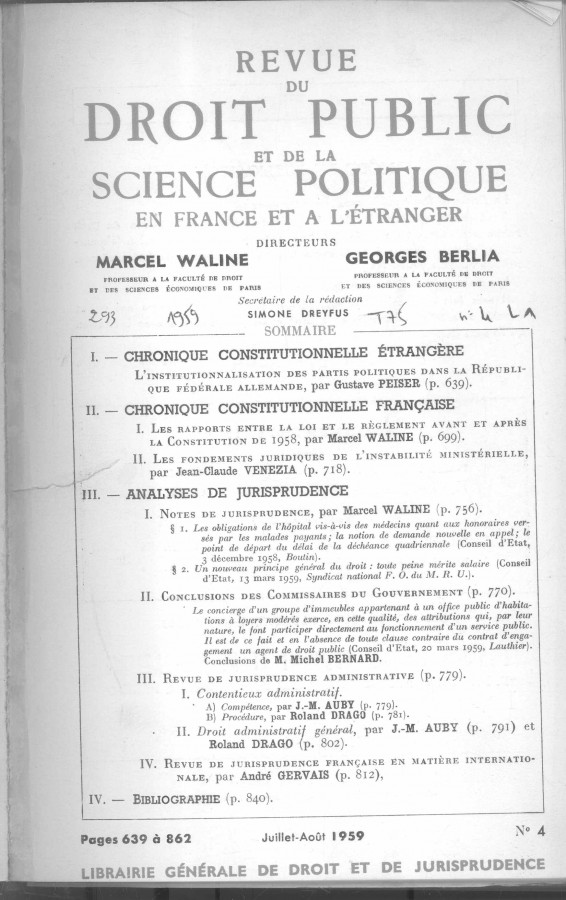 REVUE
DU
DROIT PUBLIC
ET DE LA
SCIENCE POLITIQUE
EN FRANCE ET A L'ÉTRANGER
DIRECTEURS
MARCEL WALINE
PROFESSEUR A LA FACULTÉ DE DROIT
ET DES SCIENCES ÉCONOMIQUES DE PARIS
GEORGES BERLIA
PROFESSEUR A LA FACULTÉ DE DROIT
ET DES SCIENCES ÉCONOMIQUES DE PARIS
Secrétaire de la rédaction
SIMONE DREYFUS
293 1959 T75 n° 4 LA
SOMMAIRE
I. — CHRONIQUE CONSTITUTIONNELLE ÉTRANGÈRE
L'INSTITUTIONNALISATION DES PARTIS POLITIQUES DANS LA RÉPUBLI-
QUE FÉDÉRALE ALLEMANDE, par Gustave PEISER (p. 639).
II. — CHRONIQUE CONSTITUTIONNELLE FRANÇAISE
I. LES RAPPORTS ENTRE LA LOI ET LE RÈGLEMENT AVANT ET APRÈS
LA CONSTITUTION DE 1958, par Marcel WALINE (p. 699).
II. LES FONDEMENTS JURIDIQUES DE L'INSTABILITÉ MINISTÉRIELLE,
par Jean-Claude VENEZIA (p. 718).
III. — ANALYSES DE JURISPRUDENCE
I. NOTES DE JURISPRUDENCE, par Marcel WALINE (p. 756).
§ 1. Les obligations de l'hôpital vis-à-vis des médecins quant aux honoraires ver-
sés par les malades payants; la notion de demande nouvelle en appel; le
point de départ du délai de la déchéance quadriennale (Conseil d'Etat,
3 décembre 1958, Boutin).
§ 2. Un nouveau principe général du droit : toute peine mérite salaire (Conseil
d'Etat, 13 mars 1959, Syndicat national F. O. du M. R. U.).
II. CONCLUSIONS DES COMMISSAIRES DU GOUVERNEMENT (p. 770).
Le concierge d'un groupe d'immeubles appartenant à un office public d'habita-
tions à loyers modérés exerce, en cette qualité, des attributions qui, par leur
nature, le font participer directement au fonctionnement d'un service public.
Il est de ce fait et en l'absence de toute clause contraire du contrat d'enga-
gement un agent de droit public (Conseil d'Etat, 20 mars 1959, Lauthier).
Conclusions de M. Michel BERNARD.
III. REVUE DE JURISPRUDENCE ADMINISTRATIVE (p. 779).
I. Contentieux administratif.
A) Compétence, par J.-M. AUBY (p. 779).
B) Procédure, par Roland DRAGO (p. 781).
II. Droit administratif général, par J.-M. AUBY (p. 791) et
Roland DRAGO (p. 802).
IV. REVUE DE JURISPRUDENCE FRANÇAISE EN MATIÈRE INTERNATIO-
NALE, par André GERVAIS (p. 812),
IV. — BIBLIOGRAPHIE (p. 840).
Pages 639 à 862 Juillet-Août 1959 N° 4
LIBRAIRIE GÉNÉRALE DE DROIT ET DE JURISPRUDENCE